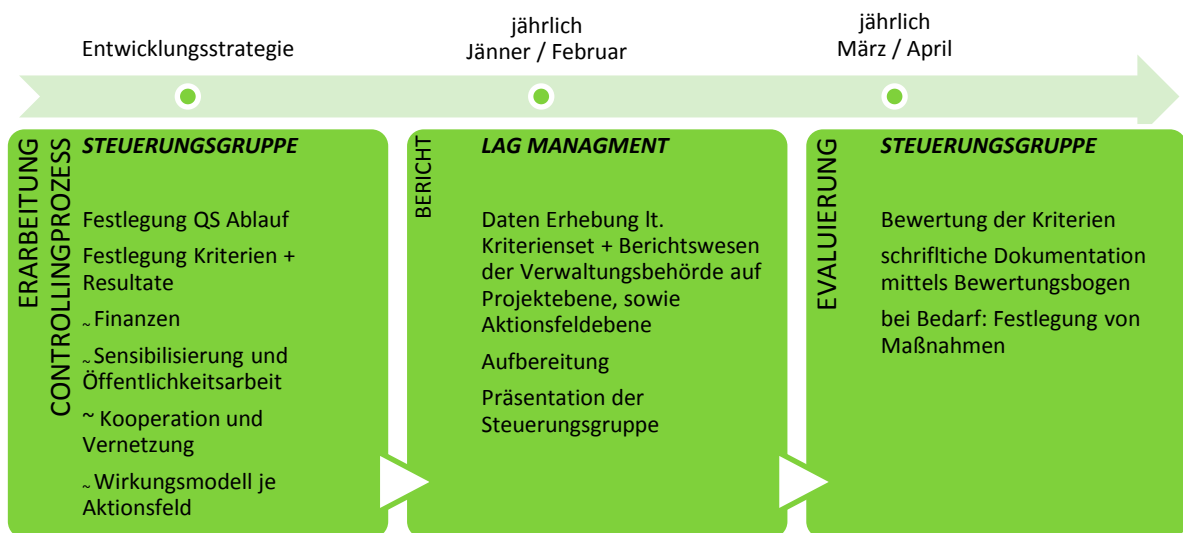 Entwicklungsstrategie
jährlich
Jänner / Februar
jährlich
März / April
ERARBEITUNG
CONTROLLINGPROZESS
STEUERUNGSGRUPPE
Festlegung QS Ablauf
Festlegung Kriterien +
Resultate
~ Finanzen
~ Sensibilisierung und
Öffentlichkeitsarbeit
~ Kooperation und
Vernetzung
~ Wirkungsmodell je
Aktionsfeld
BERICHT
LAG MANAGMENT
Daten Erhebung lt.
Kriterienset + Berichtswesen
der Verwaltungsbehörde auf
Projektebene, sowie
Aktionsfeldebene
Aufbereitung
Präsentation der
Steuerungsgruppe
EVALUIERUNG
STEUERUNGSGRUPPE
Bewertung der Kriterien
schrifltiche Dokumentation
mittels Bewertungsbogen
bei Bedarf: Festlegung von
Maßnahmen